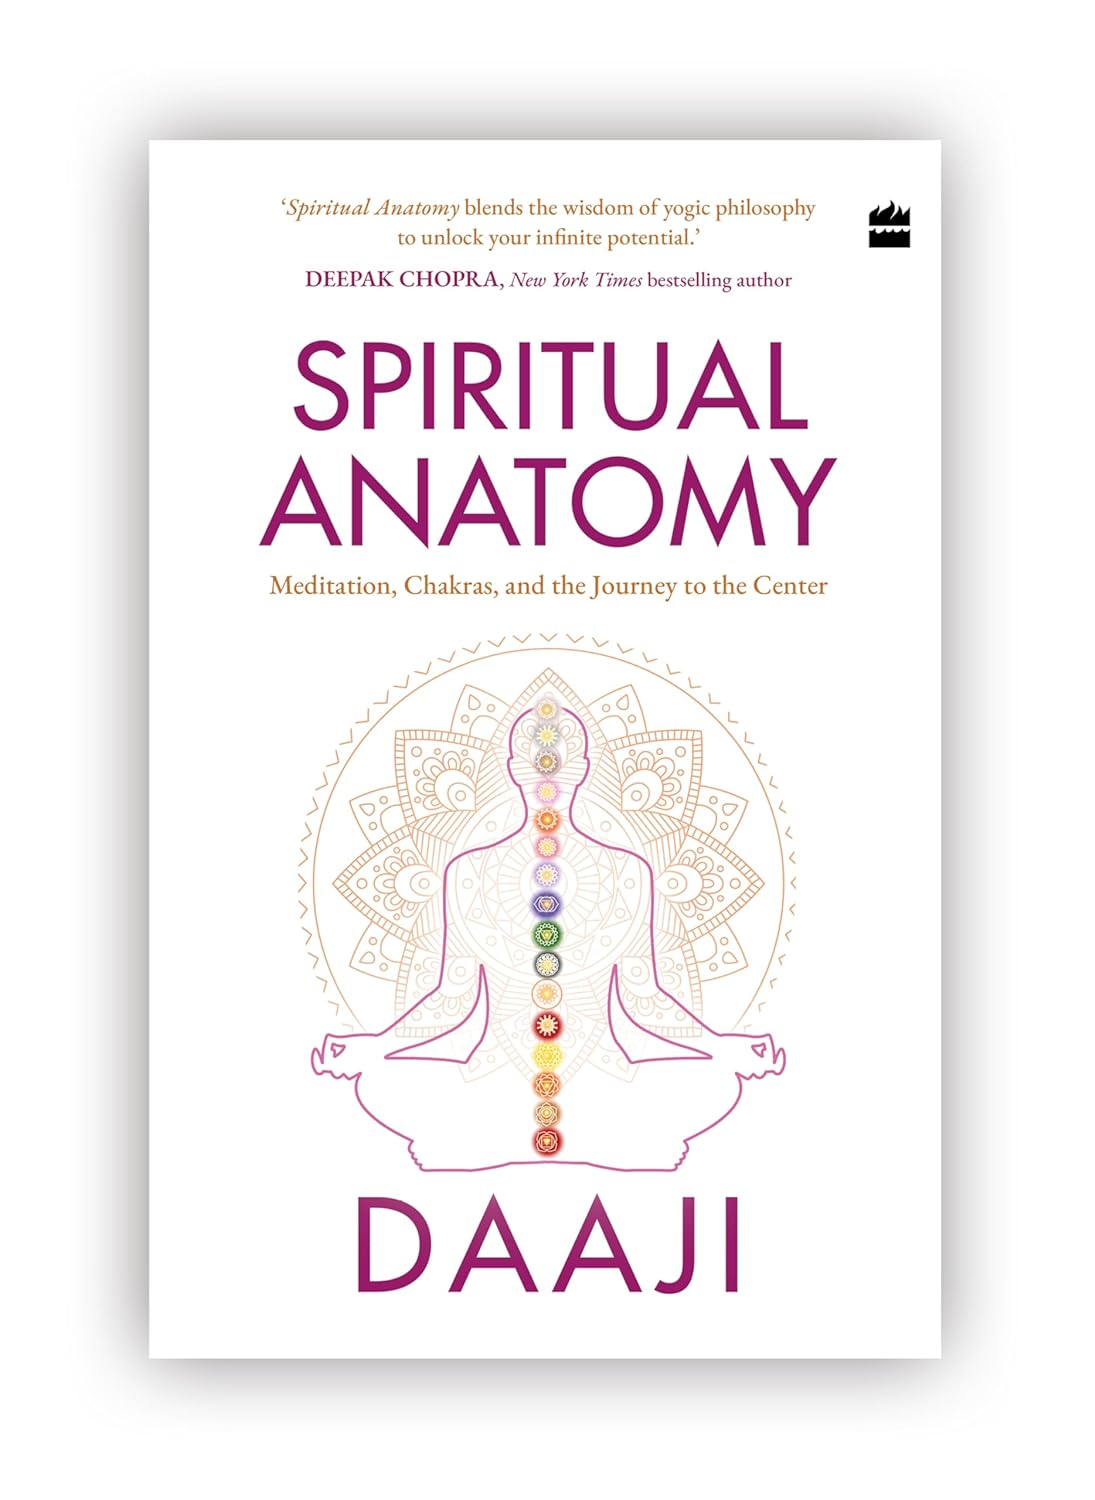 ‘Spiritual Anatomy blends the wisdom of yogic philosophy
to unlock your infinite potential.’
DEEPAK CHOPRA, New York Times bestselling author
SPIRITUAL
ANATOMY
Meditation, Chakras, and the Journey to the Center
DAAJI